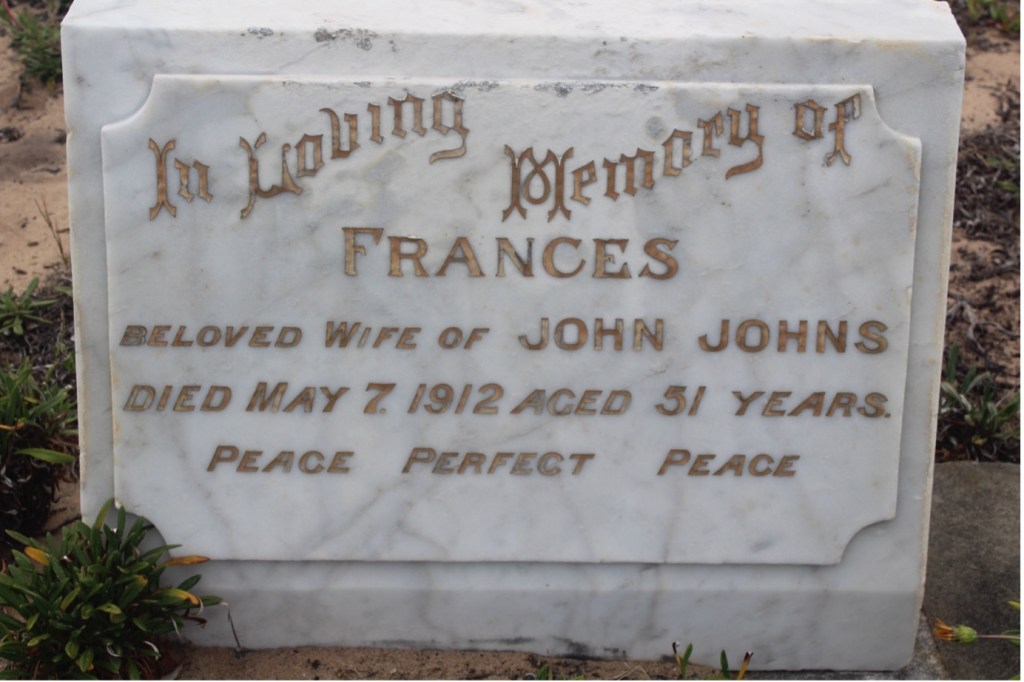 In Loving Memory of
FRANCES
BELOVED WIFE OF JOHN JOHNS
DIED MAY 7. 1912 AGED 51 YEARS.
PEACE PERFECT PEACE